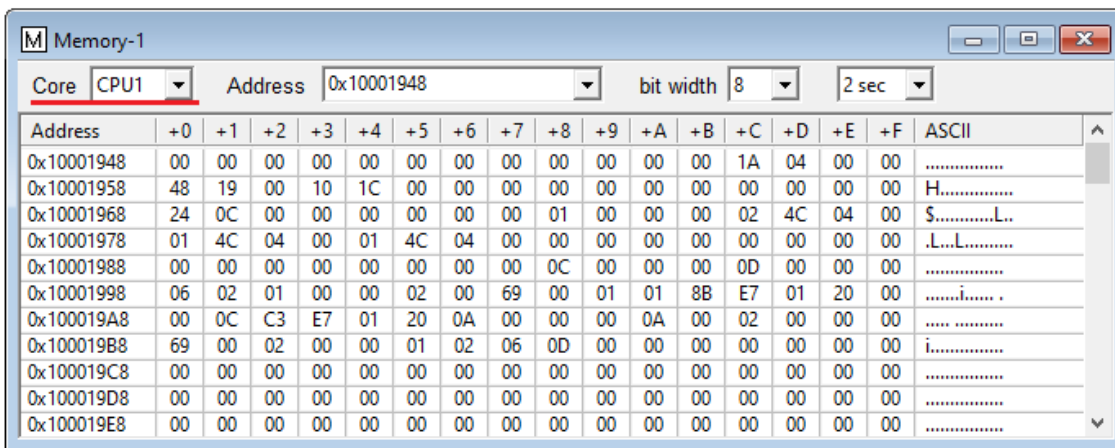 M Memory-1
Core CPU1 Address 0x10001948 bit width 8 2 sec
Address +0 +1 +2 +3 +4 +5 +6 +7 +8 +9 +A +B +C +D +E +F ASCII
0x10001948 00 00 00 00 00 00 00 00 00 00 00 00 1A 04 00 00 ................
0x10001958 48 19 00 10 1C 00 00 00 00 00 00 00 00 00 00 00 H...............
0x10001968 24 0C 00 00 00 00 00 00 01 00 00 00 02 4C 04 00 $............L..
0x10001978 01 4C 04 00 01 4C 04 00 00 00 00 00 00 00 00 00 .L...L..........
0x10001988 00 00 00 00 00 00 00 00 0C 00 00 00 0D 00 00 00 ................
0x10001998 06 02 01 00 00 02 00 69 00 01 01 8B E7 01 20 00 .......i...... .
0x100019A8 00 0C C3 E7 01 20 0A 00 00 00 0A 00 02 00 00 00 ..... ..........
0x100019B8 69 00 02 00 00 01 02 06 0D 00 00 00 00 00 00 00 i...............
0x100019C8 00 00 00 00 00 00 00 00 00 00 00 00 00 00 00 00 ................
0x100019D8 00 00 00 00 00 00 00 00 00 00 00 00 00 00 00 00 ................
0x100019E8 00 00 00 00 00 00 00 00 00 00 00 00 00 00 00 00 ................